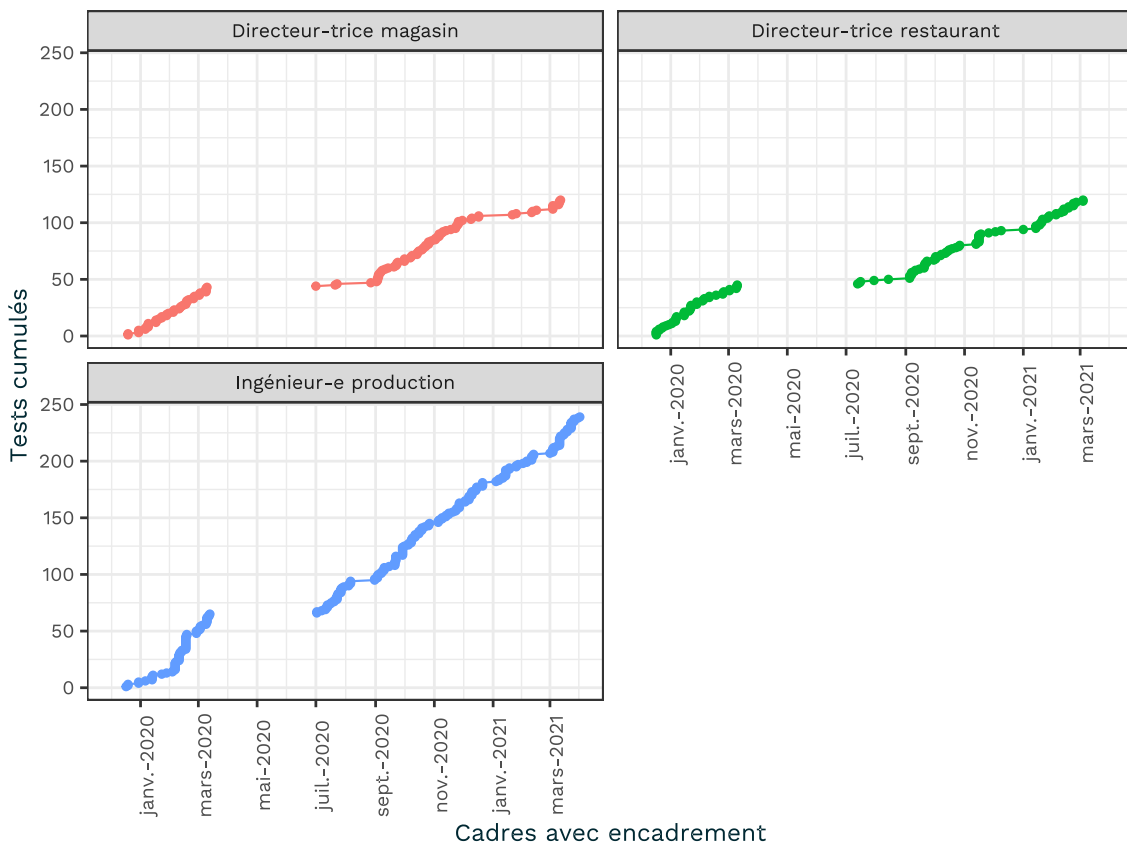 Directeur-trice magasin
Directeur-trice restaurant
250
200
150
100
50
0
janv.-2020
mars-2020
mai-2020
juil.-2020
sept.-2020
nov.-2020
janv.-2021
mars-2021
Tests cumulés
Ingénieur-e production
250
200
150
100
50
0
janv.-2020
mars-2020
mai-2020
juil.-2020
sept.-2020
nov.-2020
janv.-2021
mars-2021
Cadres avec encadrement